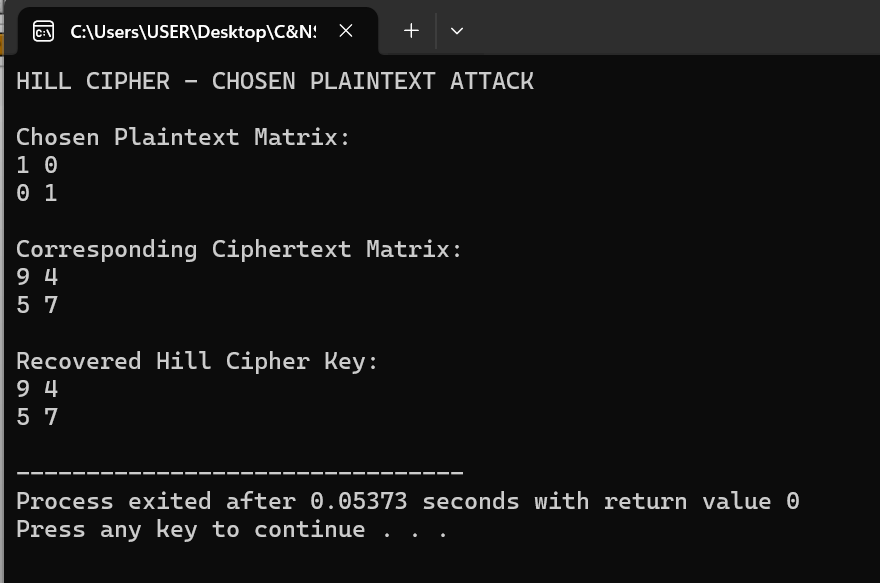 C:\Users\USER\Desktop\C&NS
HILL CIPHER - CHOSEN PLAINTEXT ATTACK
Chosen Plaintext Matrix:
1 0
0 1
Corresponding Ciphertext Matrix:
9 4
5 7
Recovered Hill Cipher Key:
9 4
5 7
--------------------------------
Process exited after 0.05373 seconds with return value 0
Press any key to continue . . .